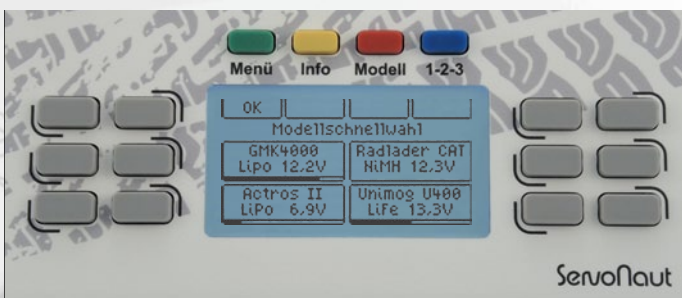 Menü Info Modell 1-2-3
OK
Modellschnellwahl
GMK4000 Radlader CAT
Lipo 12,2V NiMH 12,3V
Actros II Unimog U400
LiPo 6,9V LiFe 13,3V
ServoNaut